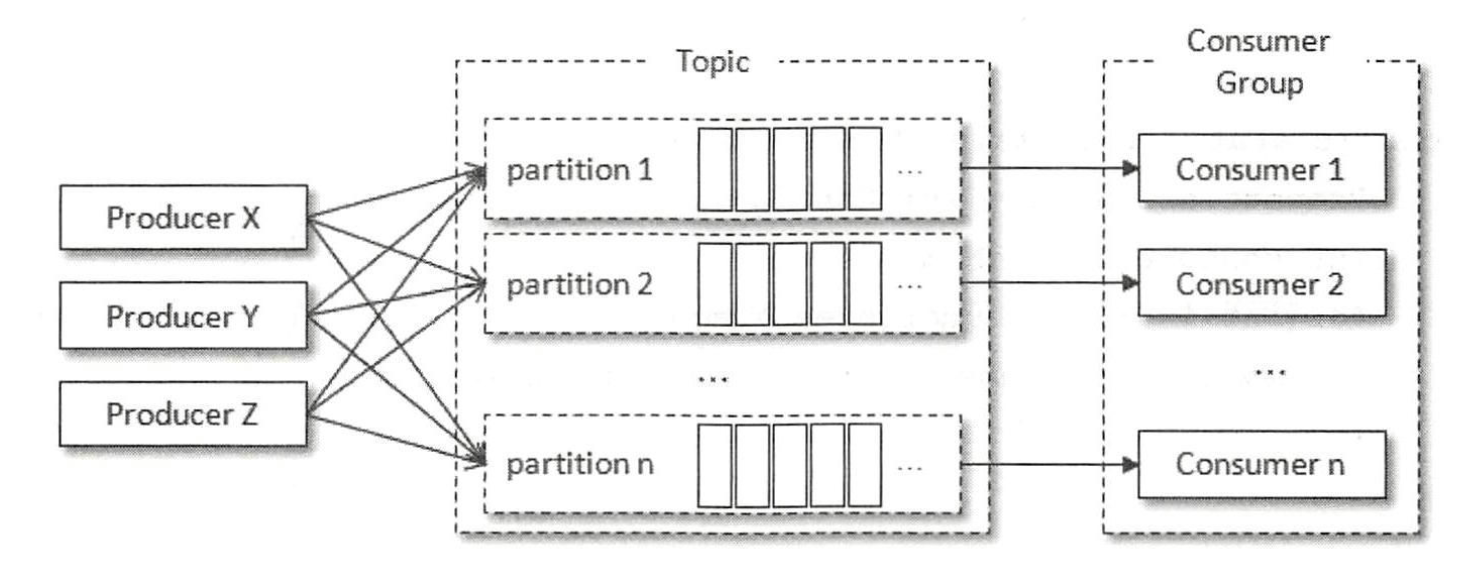 Topic
Consumer
Group
Producer X
Producer Y
Producer Z
partition 1
...
partition 2
...
...
partition n
...
Consumer 1
Consumer 2
...
Consumer n